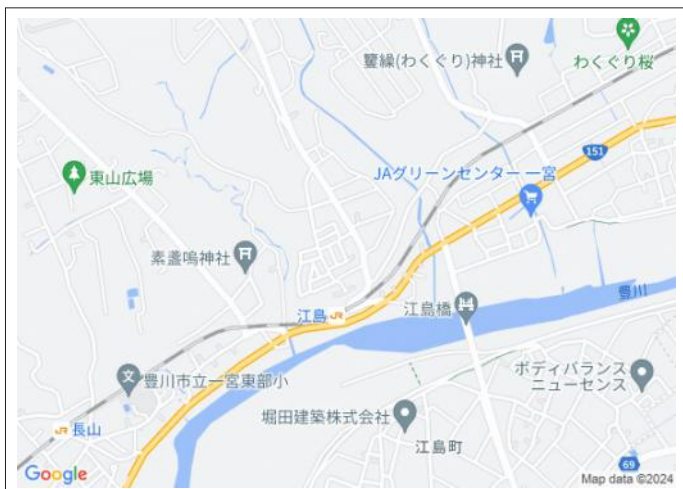 わくぐり桜
籰繰(わくぐり)神社
151
JAグリーンセンター 一宮
東山広場
素盞嗚神社
豊川
江島 JR
江島橋
ボディバランス
ニューセンス
豊川市立一宮東部小
堀田建築株式会社
JR 長山
江島町
69
Google
Map data ©2024